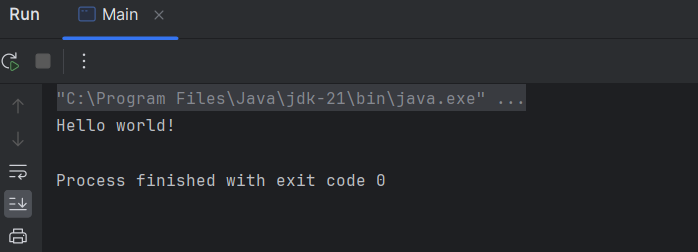 Run Main
"C:\Program Files\Java\jdk-21\bin\java.exe" ...
Hello world!
Process finished with exit code 0